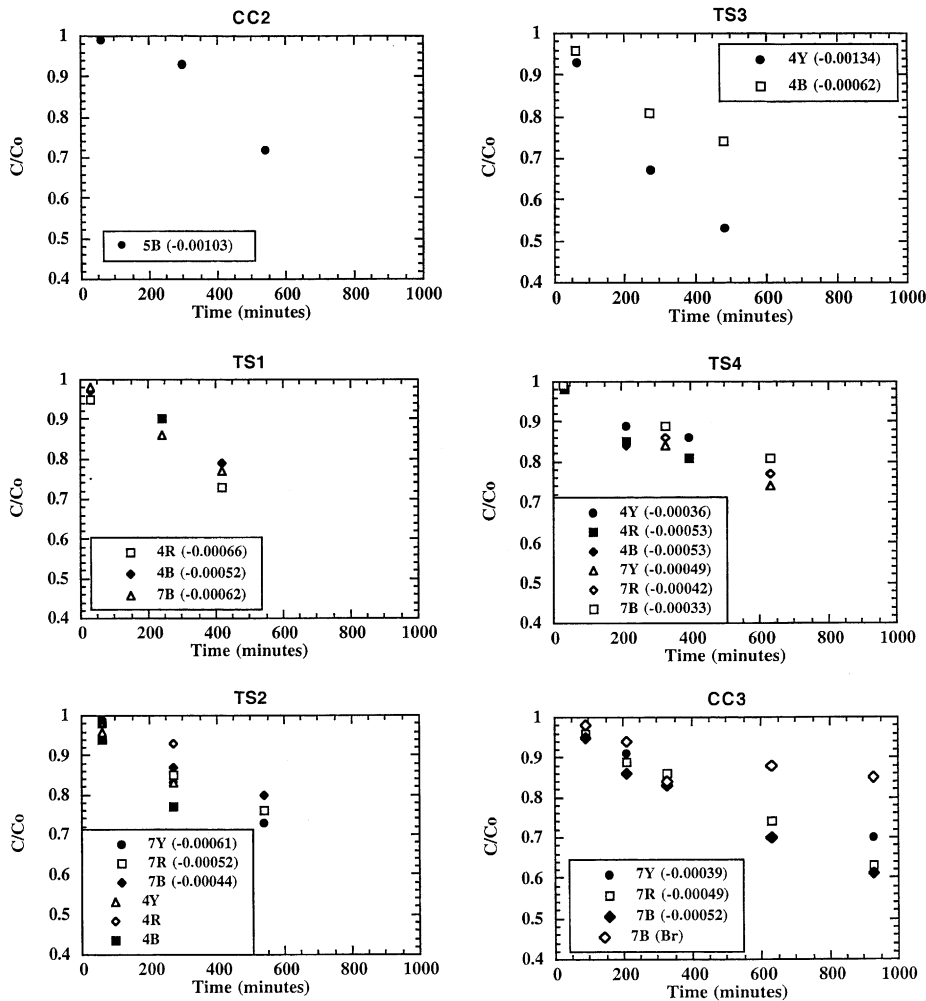 CC2
1
0.9
0.8
0.7
0.6
0.5
0.4
C/Co
5B (-0.00103)
0 200 400 600 800 1000
Time (minutes)
TS3
1
0.9
0.8
0.7
0.6
0.5
0.4
C/Co
4Y (-0.00134)
4B (-0.00062)
0 200 400 600 800 1000
Time (minutes)
TS1
1
0.9
0.8
0.7
0.6
0.5
0.4
C/Co
4R (-0.00066)
4B (-0.00052)
7B (-0.00062)
0 200 400 600 800 1000
Time (minutes)
TS4
1
0.9
0.8
0.7
0.6
0.5
0.4
C/Co
4Y (-0.00036)
4R (-0.00053)
4B (-0.00053)
7Y (-0.00049)
7R (-0.00042)
7B (-0.00033)
0 200 400 600 800 1000
Time (minutes)
TS2
1
0.9
0.8
0.7
0.6
0.5
0.4
C/Co
7Y (-0.00061)
7R (-0.00052)
7B (-0.00044)
4Y
4R
4B
0 200 400 600 800 1000
Time (minutes)
CC3
1
0.9
0.8
0.7
0.6
0.5
0.4
C/Co
7Y (-0.00039)
7R (-0.00049)
7B (-0.00052)
7B (Br)
0 200 400 600 800 1000
Time (minutes)